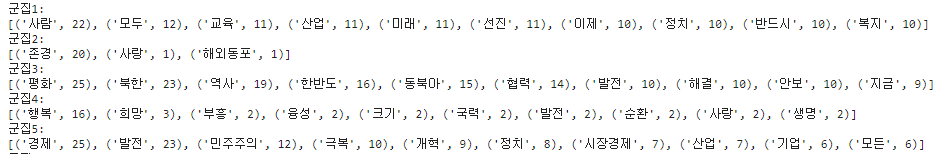 군집1:
[('사람', 22), ('모두', 12), ('교육', 11), ('산업', 11), ('미래', 11), ('선진', 11), ('이제', 10), ('정치', 10), ('반드시', 10), ('복지', 10)]
군집2:
[('존경', 20), ('사랑', 1), ('해외동포', 1)]
군집3:
[('평화', 25), ('북한', 23), ('역사', 19), ('한반도', 16), ('동북아', 15), ('협력', 14), ('발전', 10), ('해결', 10), ('안보', 10), ('지금', 9)]
군집4:
[('행복', 16), ('희망', 3), ('부흥', 2), ('융성', 2), ('크기', 2), ('국력', 2), ('발전', 2), ('순환', 2), ('사랑', 2), ('생명', 2)]
군집5:
[('경제', 25), ('발전', 23), ('민주주의', 12), ('극복', 10), ('개혁', 9), ('정치', 8), ('시장경제', 7), ('산업', 7), ('기업', 6), ('모든', 6)]